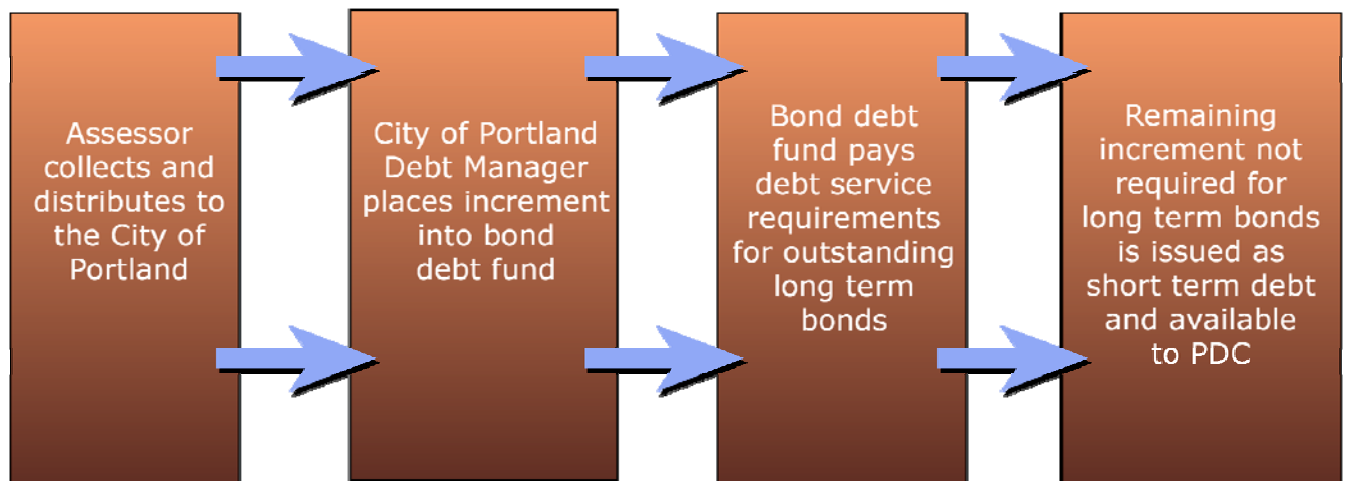 Assessor
collects and
distributes to
the City of
Portland
City of Portland
Debt Manager
places increment
into bond
debt fund
Bond debt
fund pays
debt service
requirements
for outstanding
long term
bonds
Remaining
increment not
required for
long term bonds
is issued as
short term debt
and available
to PDC